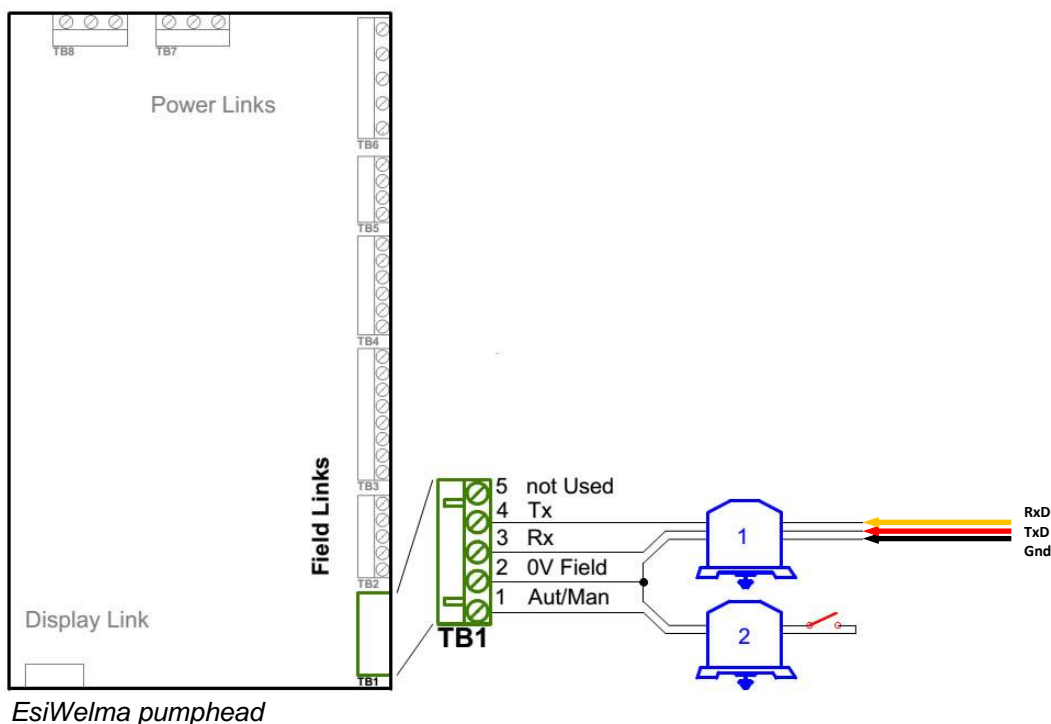 TB8
TB7
Power Links
TB6
TB5
TB4
Field Links
TB3
TB2
Display Link
TB1
5 not Used
4 Tx
3 Rx
2 0V Field
1 Aut/Man
TB1
1
2
RxD
TxD
Gnd
EsiWelma pumphead